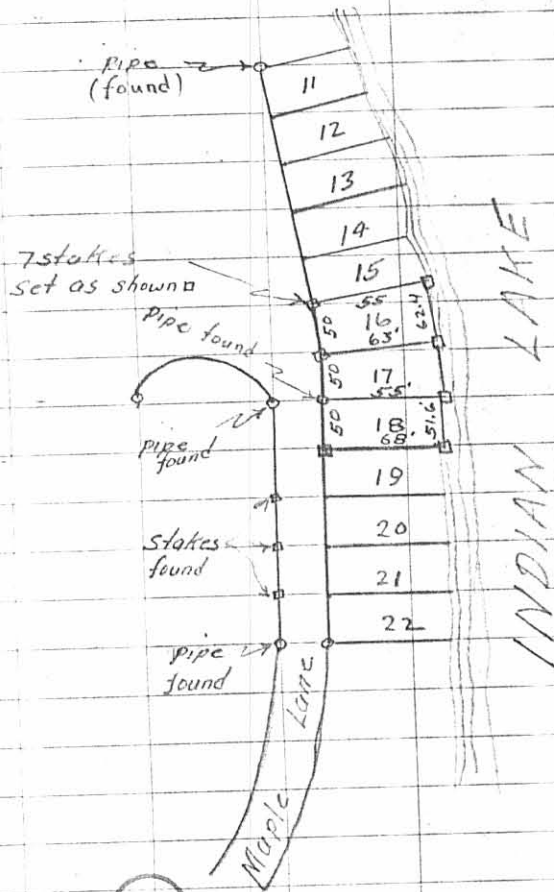 pipe
(found)
11
12
13
14
15
7 stakes
set as shown
55
50
16
62.4
63'
Pipe found
50
17
55'
50
18
51.6'
68'
pipe
found
19
Stakes
found
20
21
22
pipe
found
Maple Lane
INDIAN LAKE